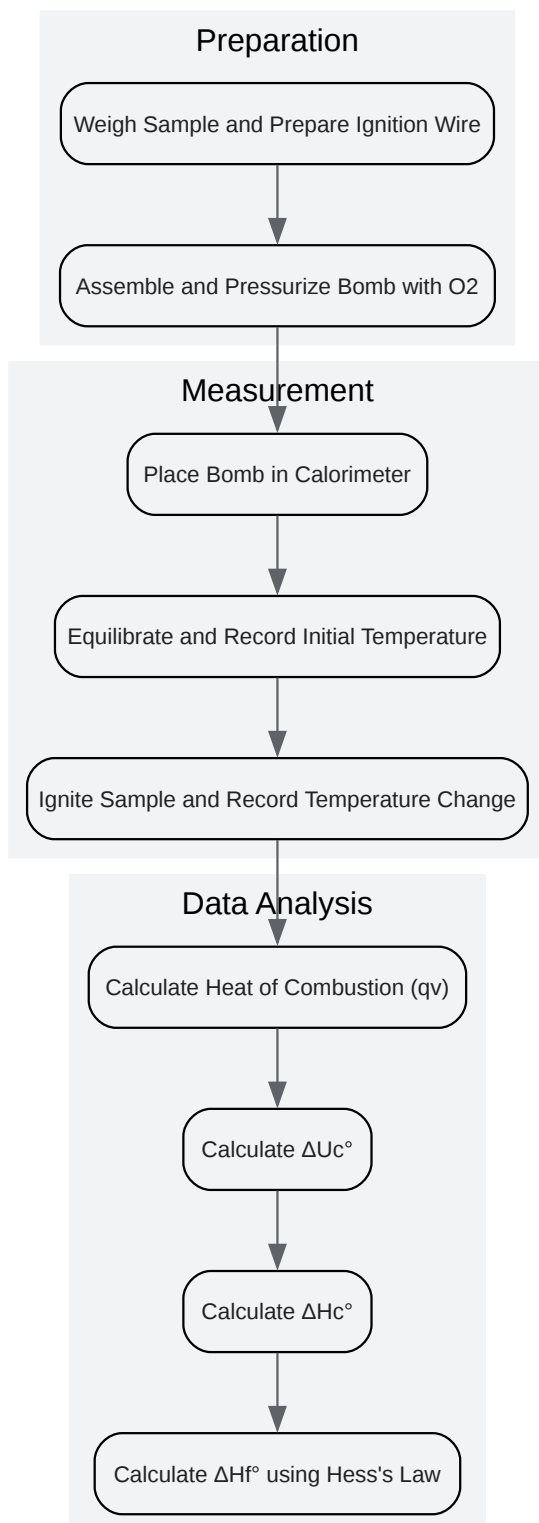 Preparation
Weigh Sample and Prepare Ignition Wire
Assemble and Pressurize Bomb with O2
Measurement
Place Bomb in Calorimeter
Equilibrate and Record Initial Temperature
Ignite Sample and Record Temperature Change
Data Analysis
Calculate Heat of Combustion (qv)
Calculate ΔUc°
Calculate ΔHc°
Calculate ΔHf° using Hess's Law